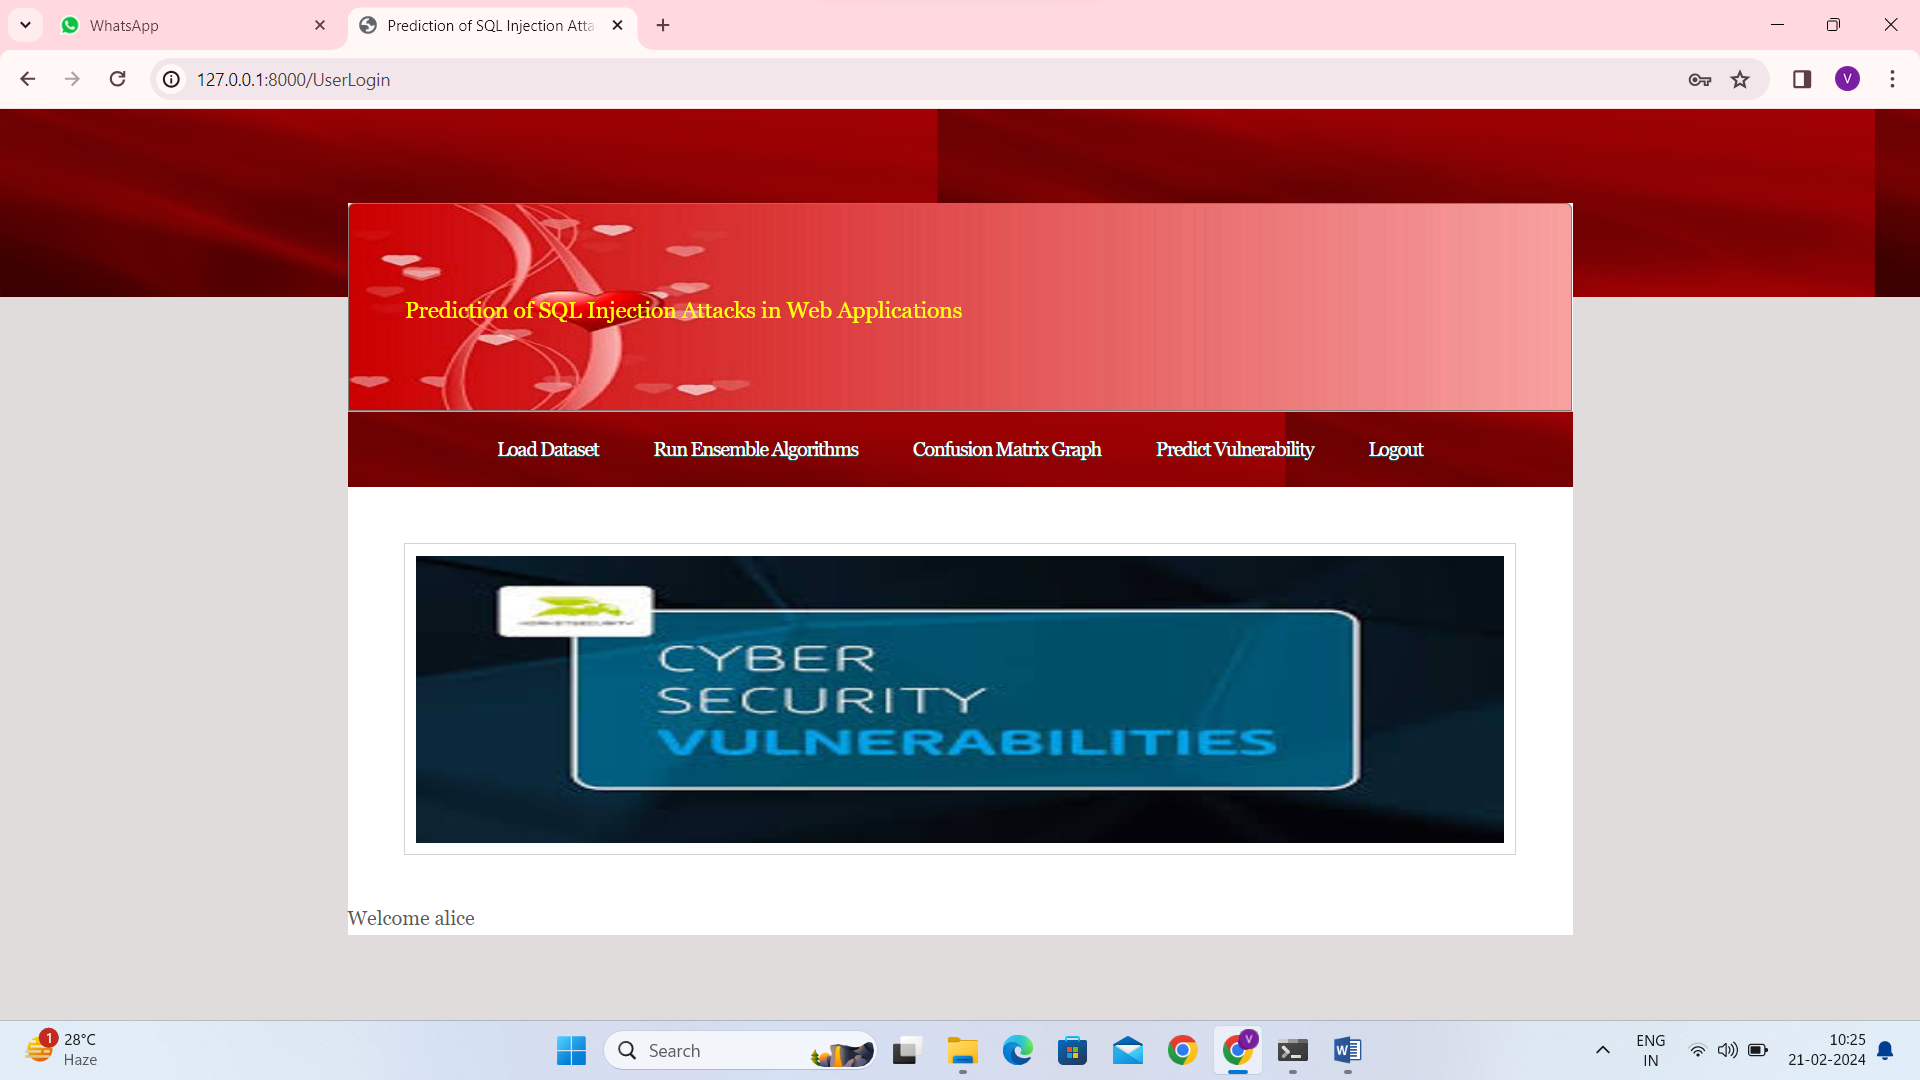 WhatsApp
Prediction of SQL Injection Atta
127.0.0.1:8000/UserLogin
V
Prediction of SQL Injection Attacks in Web Applications
Load Dataset Run Ensemble Algorithms Confusion Matrix Graph Predict Vulnerability Logout
CYBER
SECURITY
VULNERABILITIES
Welcome alice
1
28°C
Haze
Search
V
ENG
IN
10:25
21-02-2024